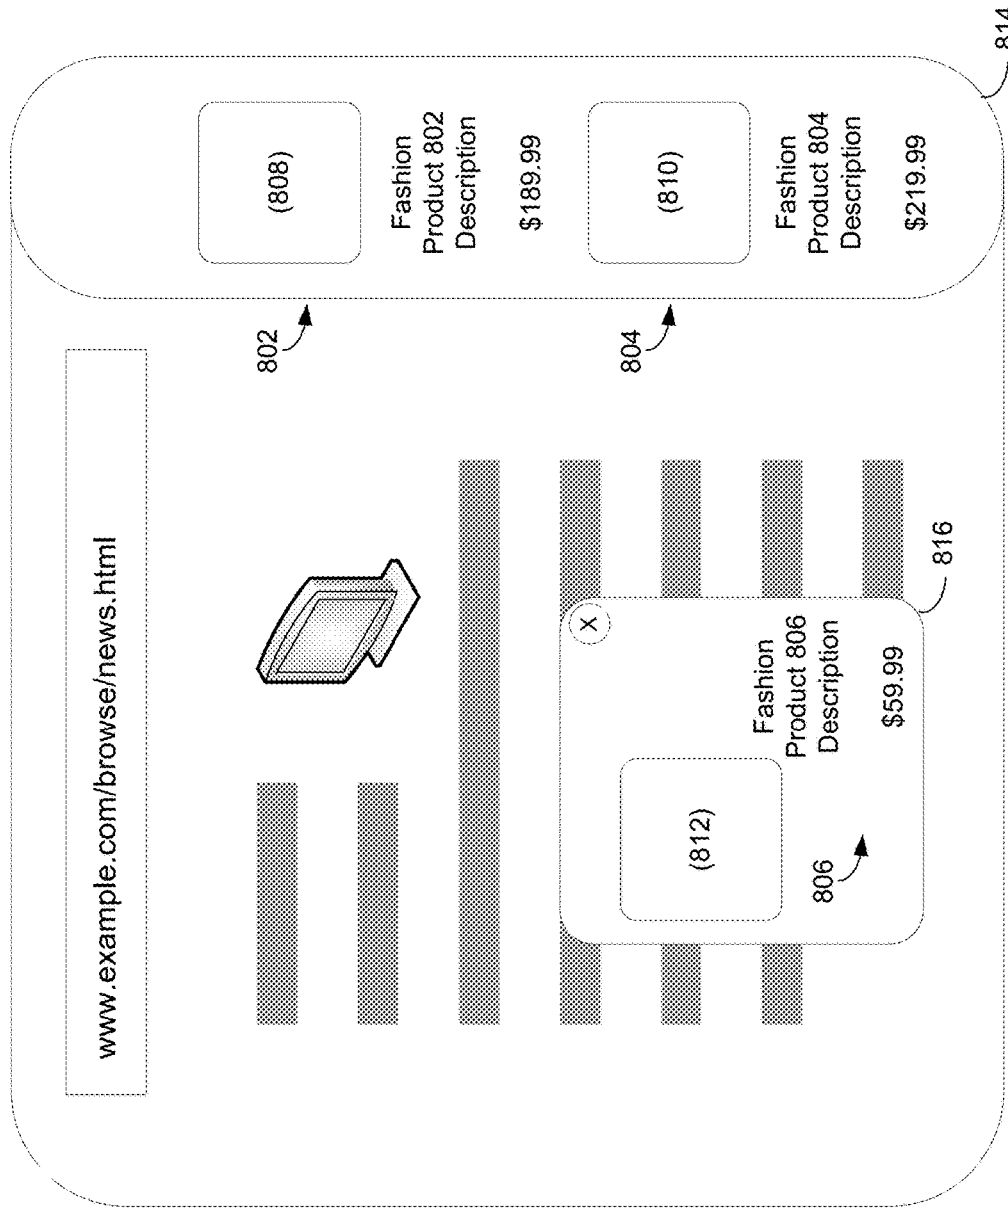 www.example.com/browse/news.html
802
(808)
Fashion
Product 802
Description
$189.99
804
(810)
Fashion
Product 804
Description
$219.99
814
X
(812)
Fashion
Product 806
Description
$59.99
806
816